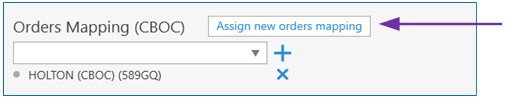 Orders Mapping (CBOC) Assign new orders mapping
HOLTON (CBOC) (589GQ)